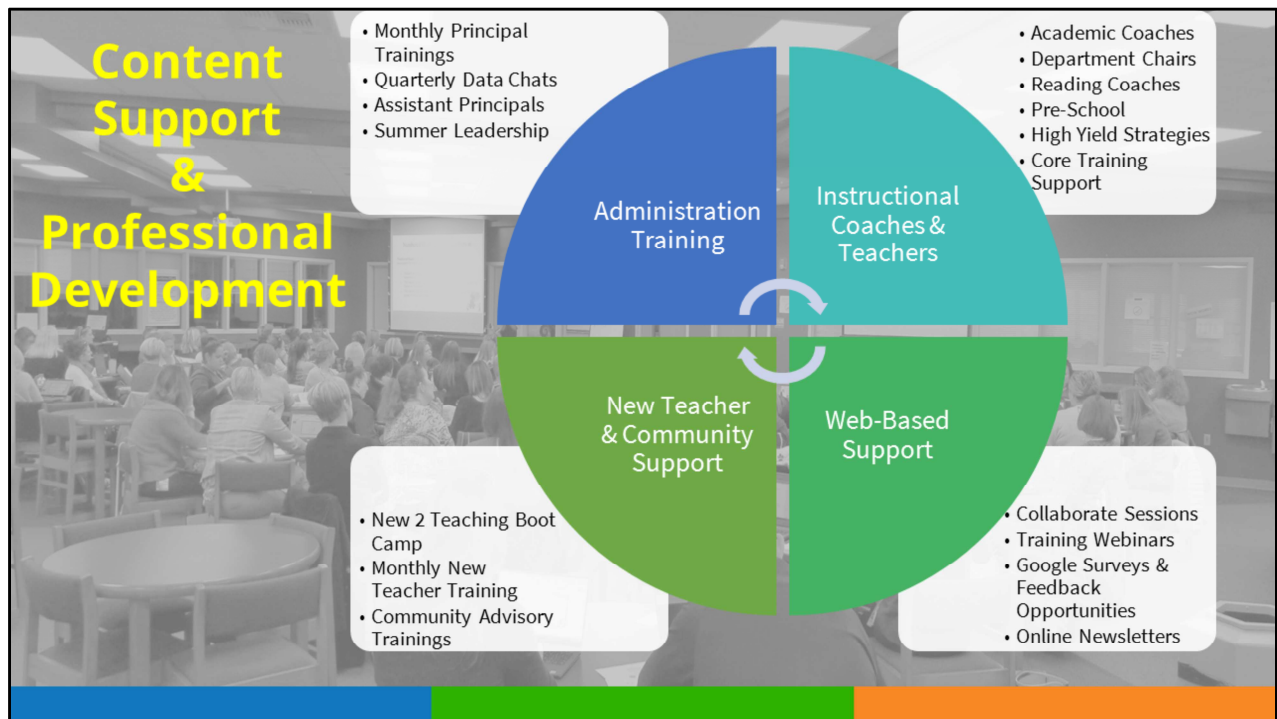 Content
Support
&
Professional
Development
• Monthly Principal
Trainings
• Quarterly Data Chats
• Assistant Principals
• Summer Leadership
Administration
Training
Instructional
Coaches &
Teachers
• Academic Coaches
• Department Chairs
• Reading Coaches
• Pre-School
• High Yield Strategies
• Core Training
Support
New Teacher
& Community
Support
Web-Based
Support
• New 2 Teaching Boot
Camp
• Monthly New
Teacher Training
• Community Advisory
Trainings
• Collaborate Sessions
• Training Webinars
• Google Surveys &
Feedback
Opportunities
• Online Newsletters